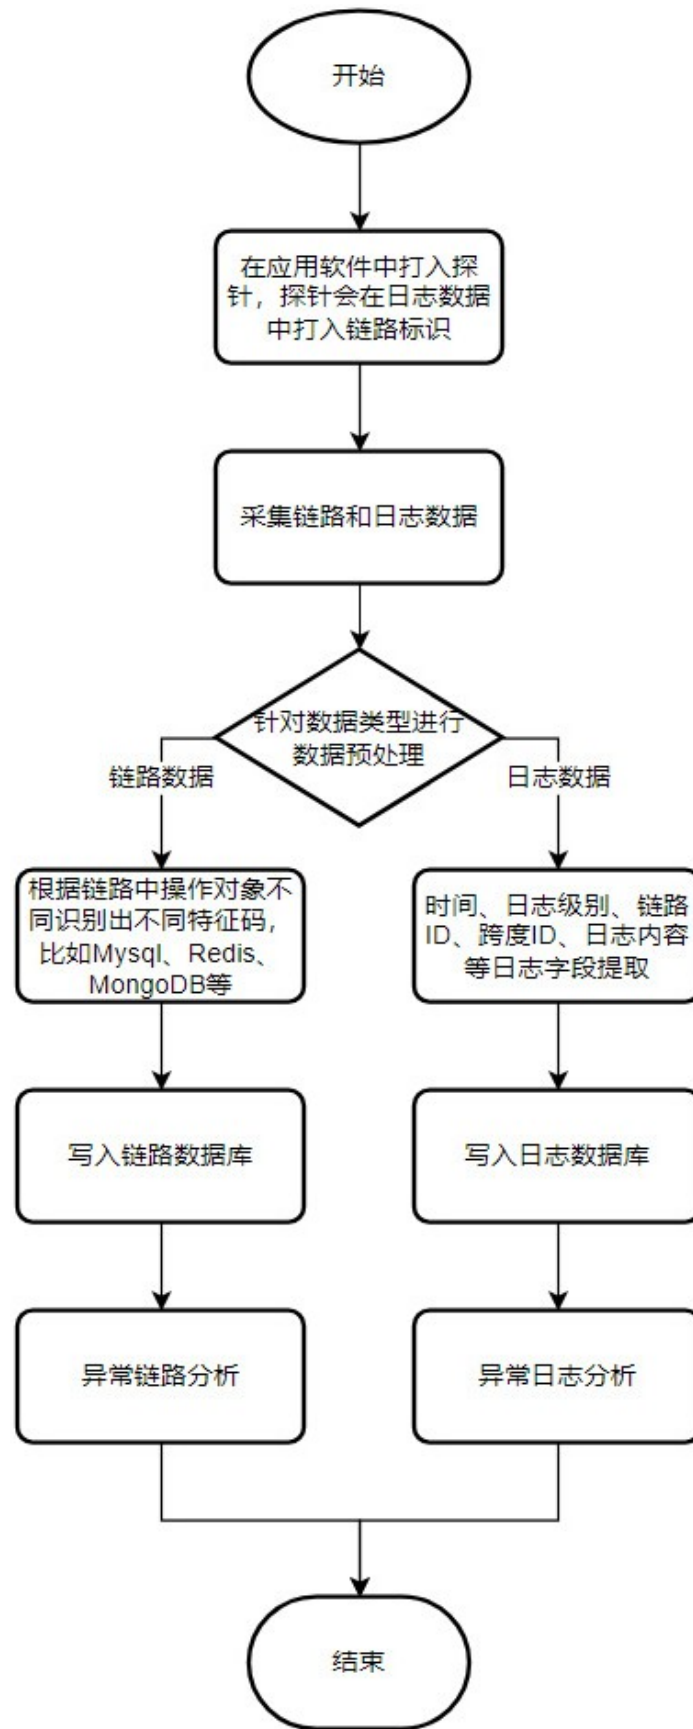 开始
在应用软件中打入探
针，探针会在日志数据
中打入链路标识
采集链路和日志数据
针对数据类型进行
数据预处理
链路数据
日志数据
根据链路中操作对象不
同识别出不同特征码，
比如Mysql、Redis、
MongoDB等
时间、日志级别、链路
ID、跨度ID、日志内容
等日志字段提取
写入链路数据库
写入日志数据库
异常链路分析
异常日志分析
结束